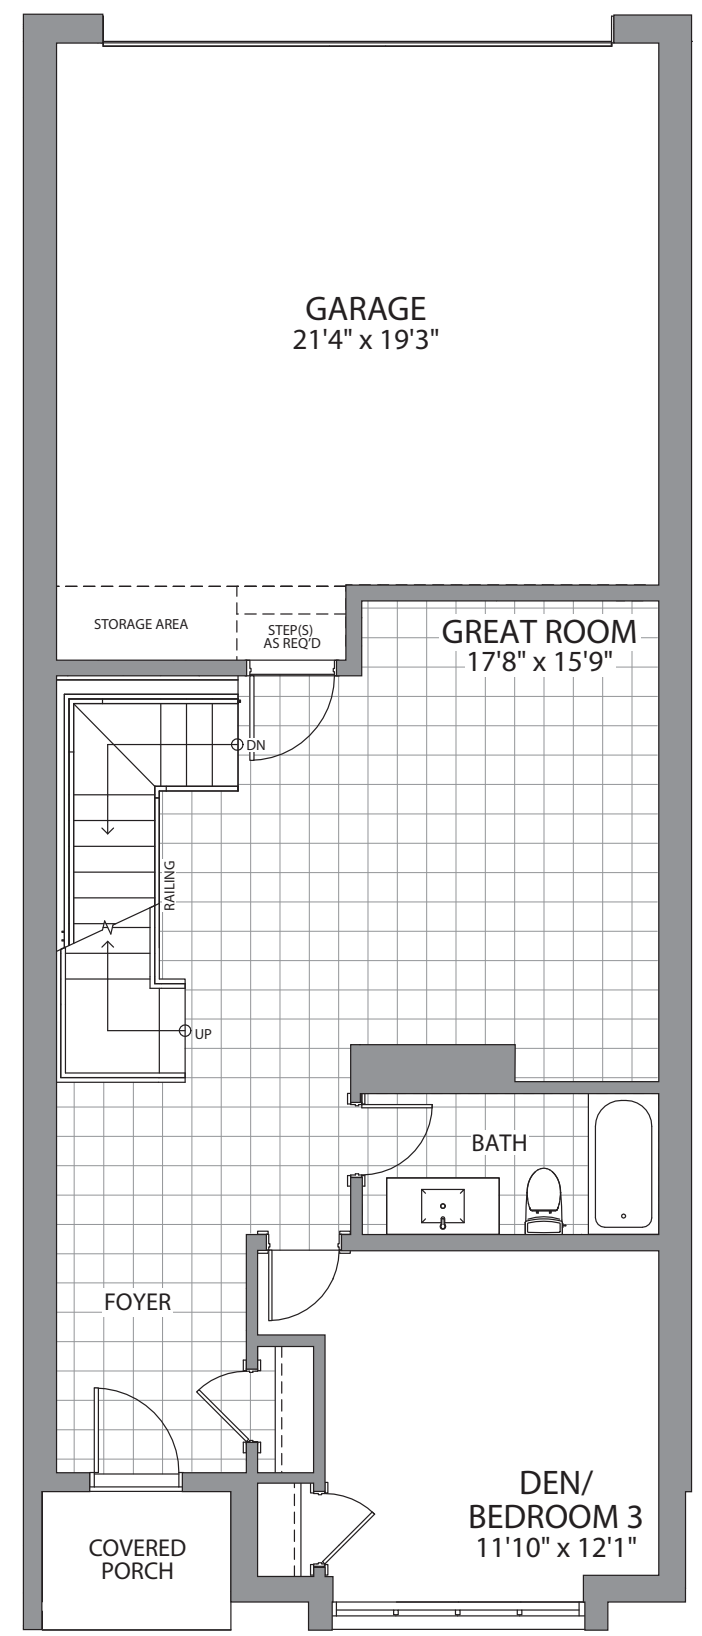 GARAGE
21'4" x 19'3"
STORAGE AREA
STEP(S)
AS REQ'D
GREAT ROOM
17'8" x 15'9"
DN
RAILING
UP
BATH
FOYER
DEN/
BEDROOM 3
11'10" x 12'1"
COVERED
PORCH